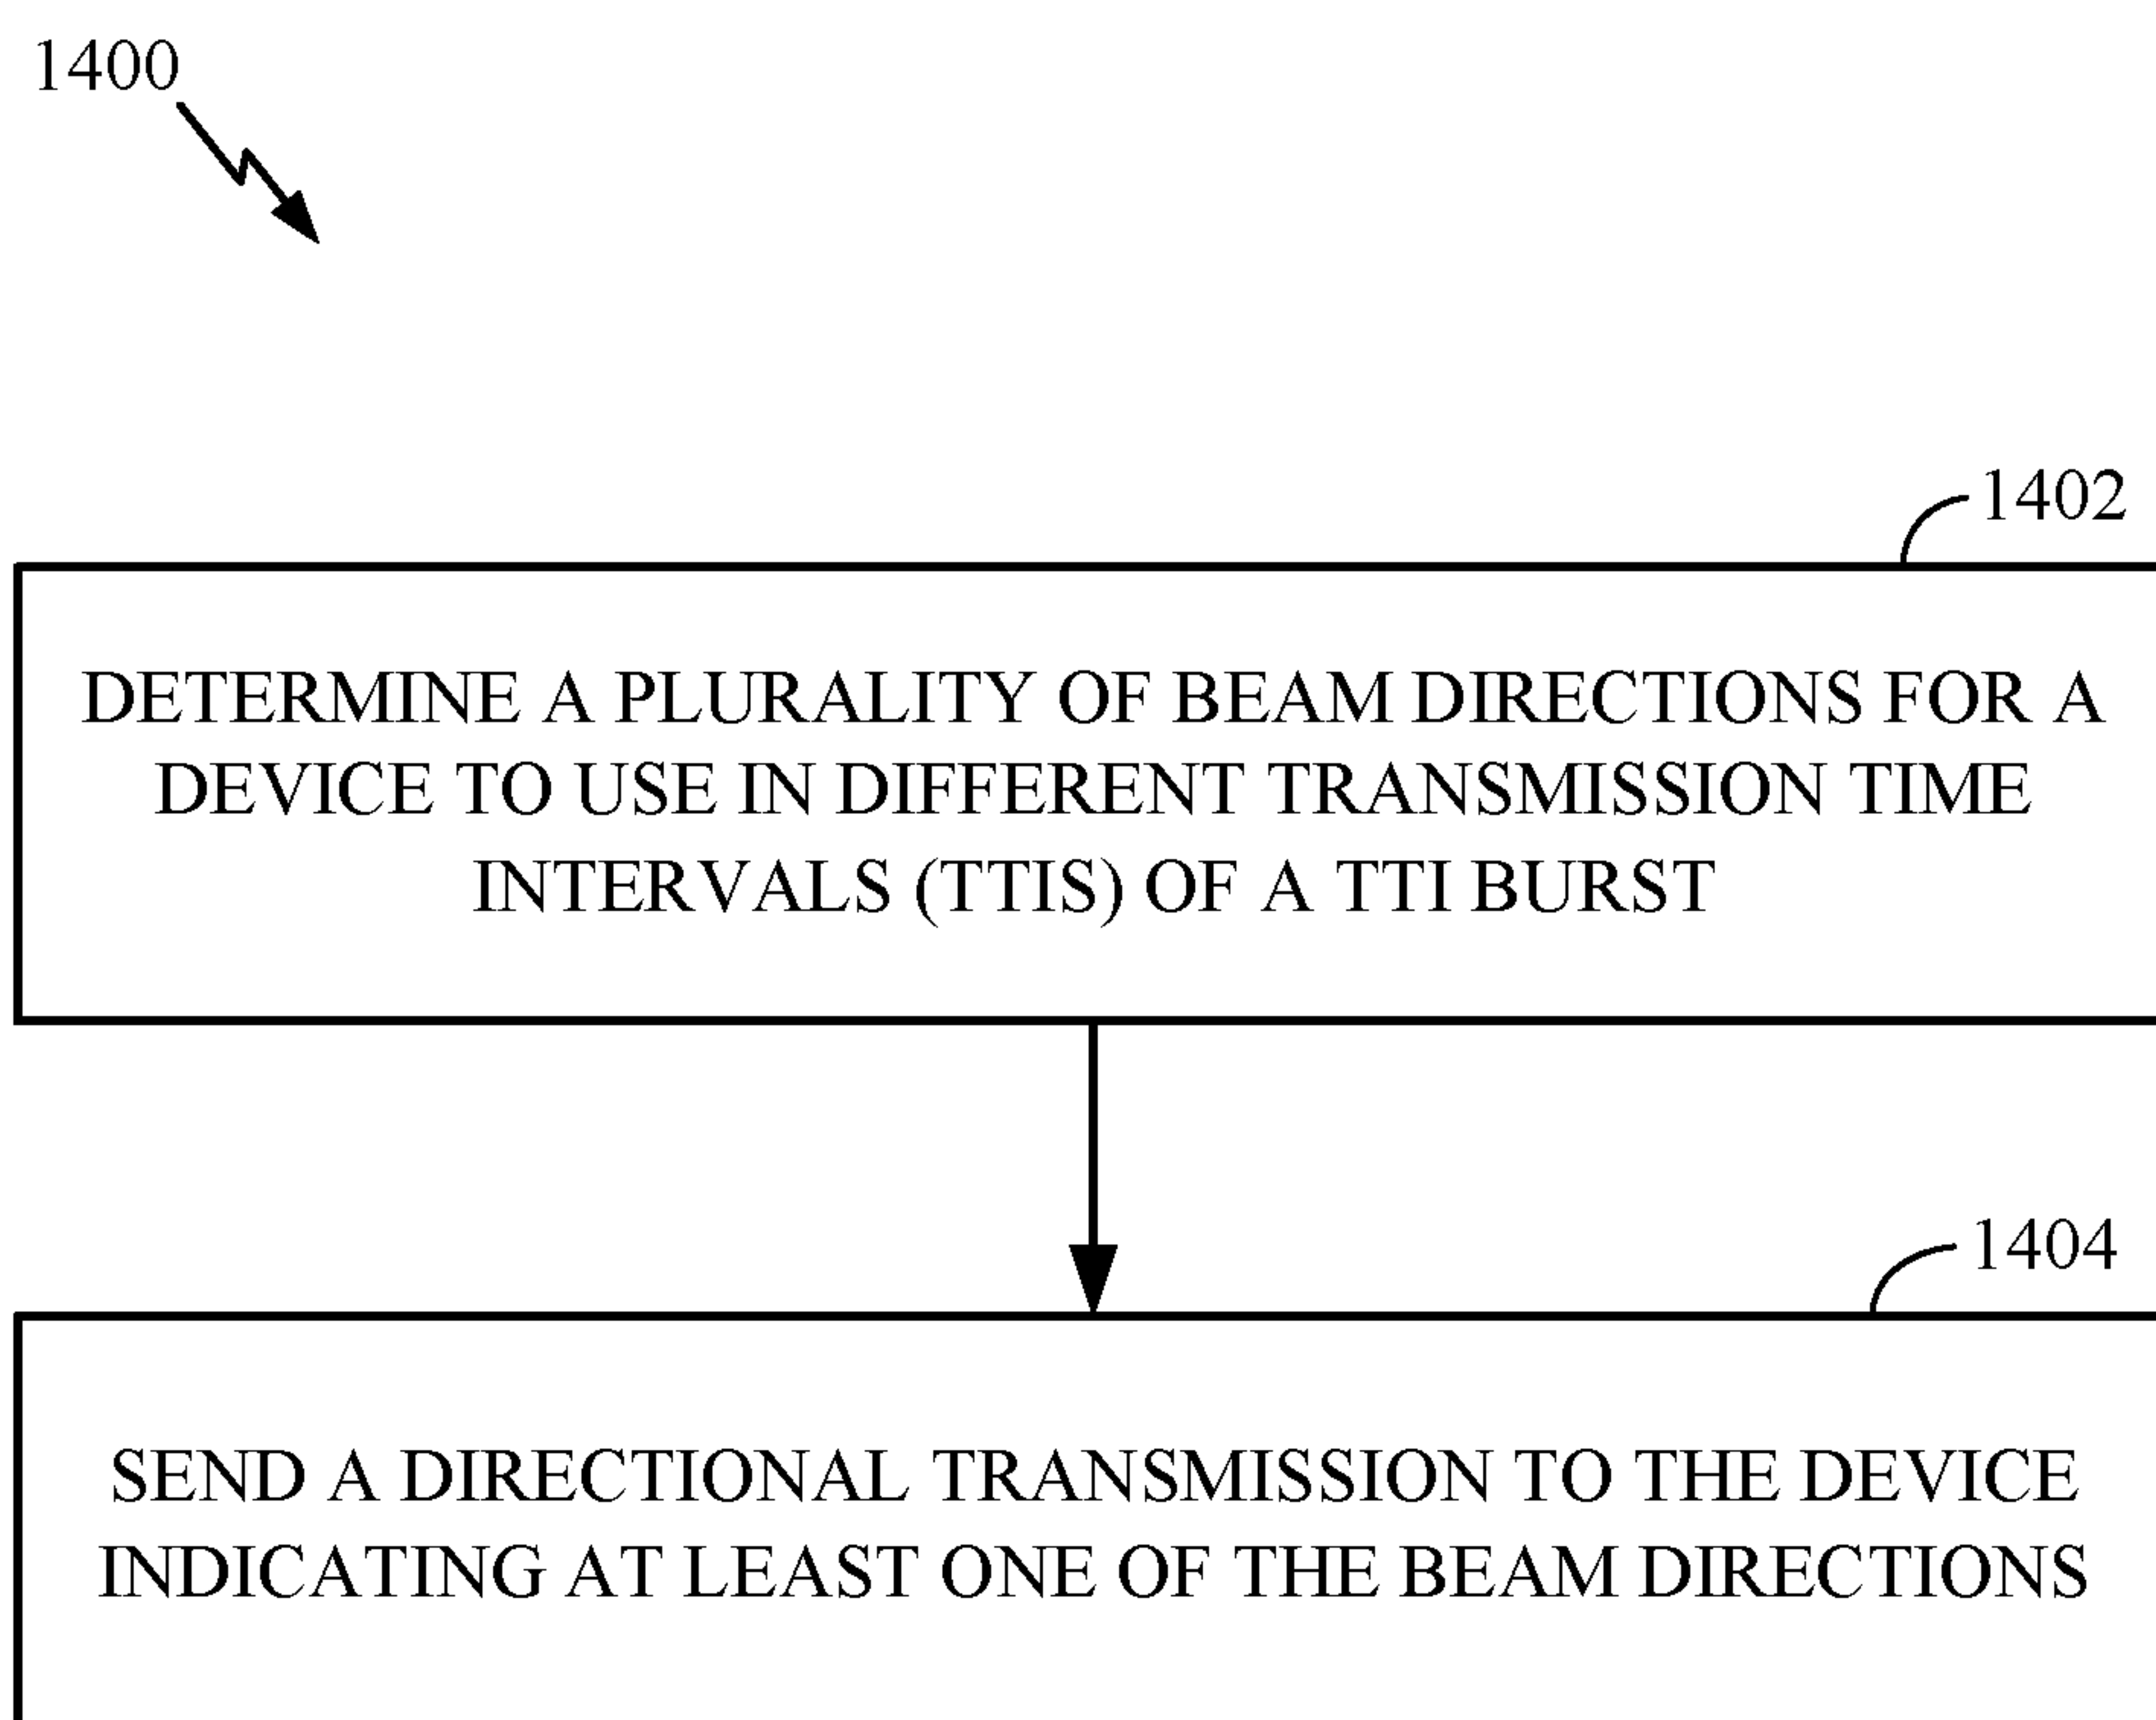 1400
1402
DETERMINE A PLURALITY OF BEAM DIRECTIONS FOR A
DEVICE TO USE IN DIFFERENT TRANSMISSION TIME
INTERVALS (TTIS) OF A TTI BURST
1404
SEND A DIRECTIONAL TRANSMISSION TO THE DEVICE
INDICATING AT LEAST ONE OF THE BEAM DIRECTIONS